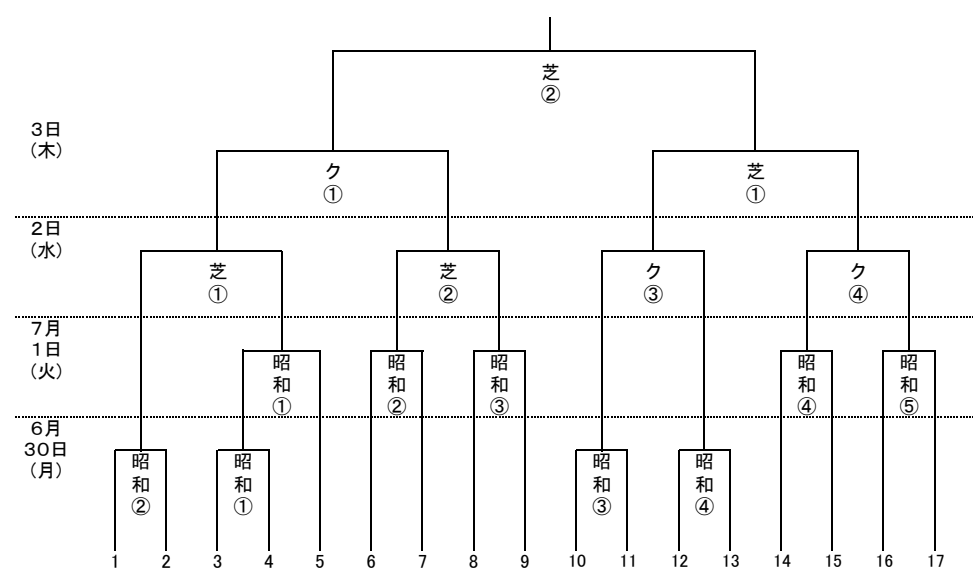 芝
②
3日
(木)
ク
①
芝
①
2日
(水)
芝
①
芝
②
ク
③
ク
④
7月
1日
(火)
昭和①
昭和②
昭和③
昭和④
昭和⑤
6月
30日
(月)
昭和②
昭和①
昭和③
昭和④
1 2 3 4 5 6 7 8 9 10 11 12 13 14 15 16 17